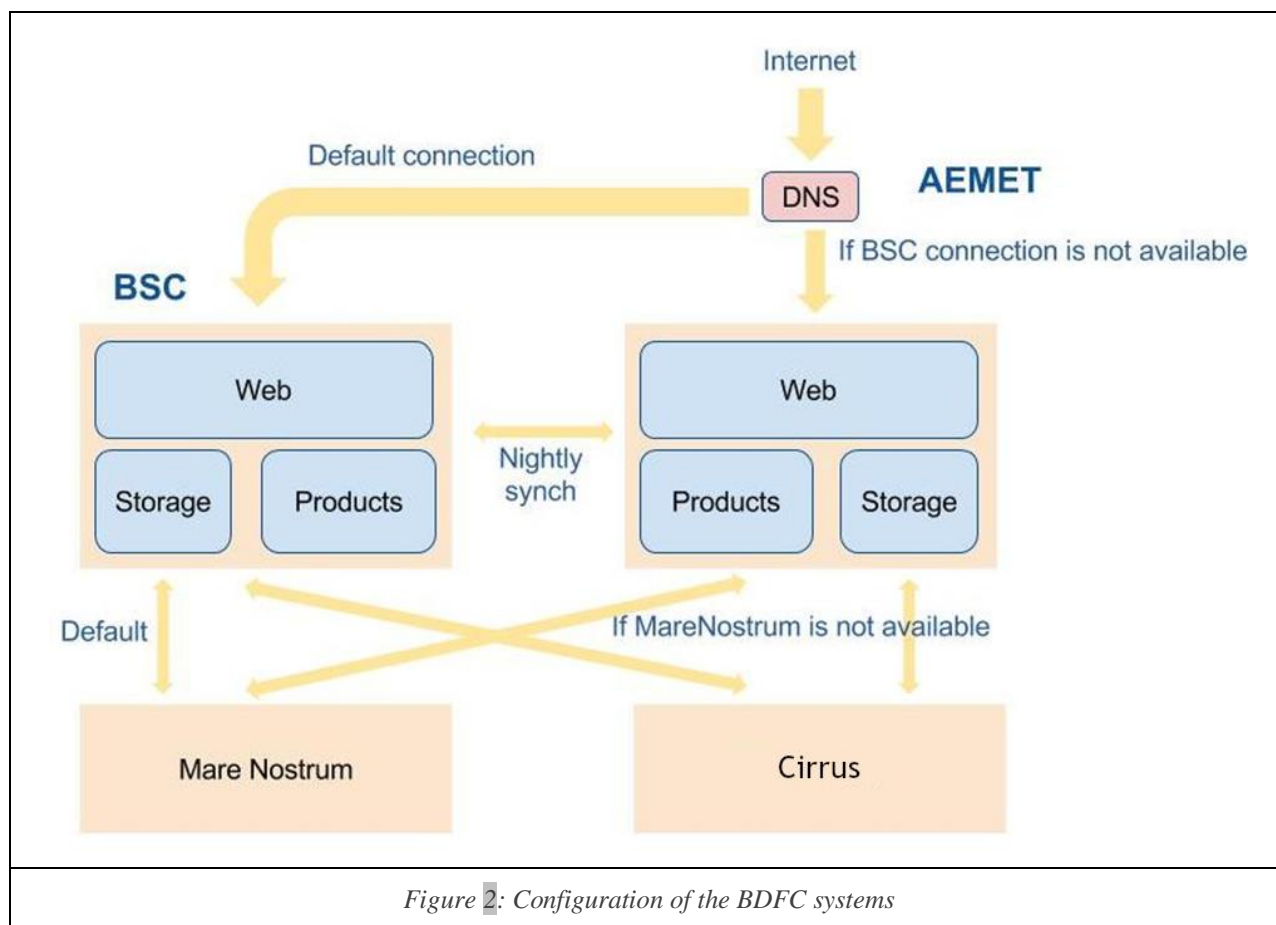 Internet
Default connection
DNS
AEMET
If BSC connection is not available
BSC
Web
Web
Storage
Products
Nightly
synch
Products
Storage
Default
If MareNostrum is not available
Mare Nostrum
Cirrus
Figure 2: Configuration of the BDFC systems